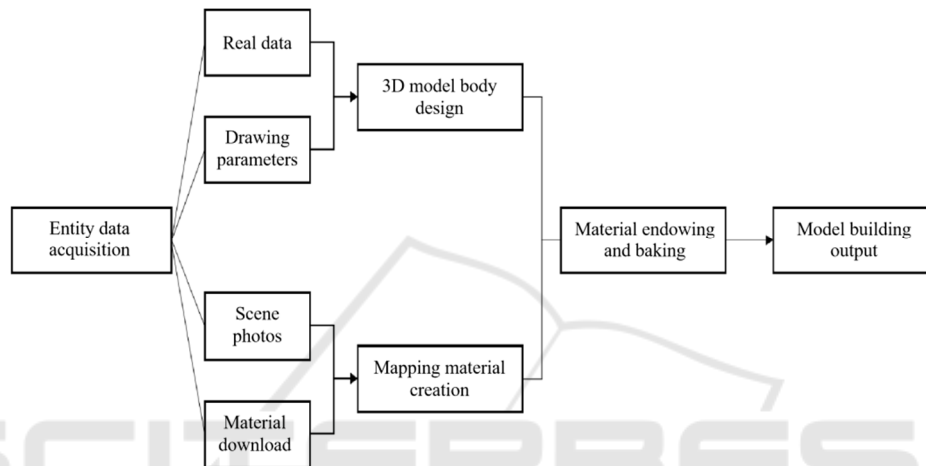 Real data
3D model body
design
Drawing
parameters
Entity data
acquisition
Material endowing
and baking
Model building
output
Scene
photos
Mapping material
creation
Material
download
SCITEPRES